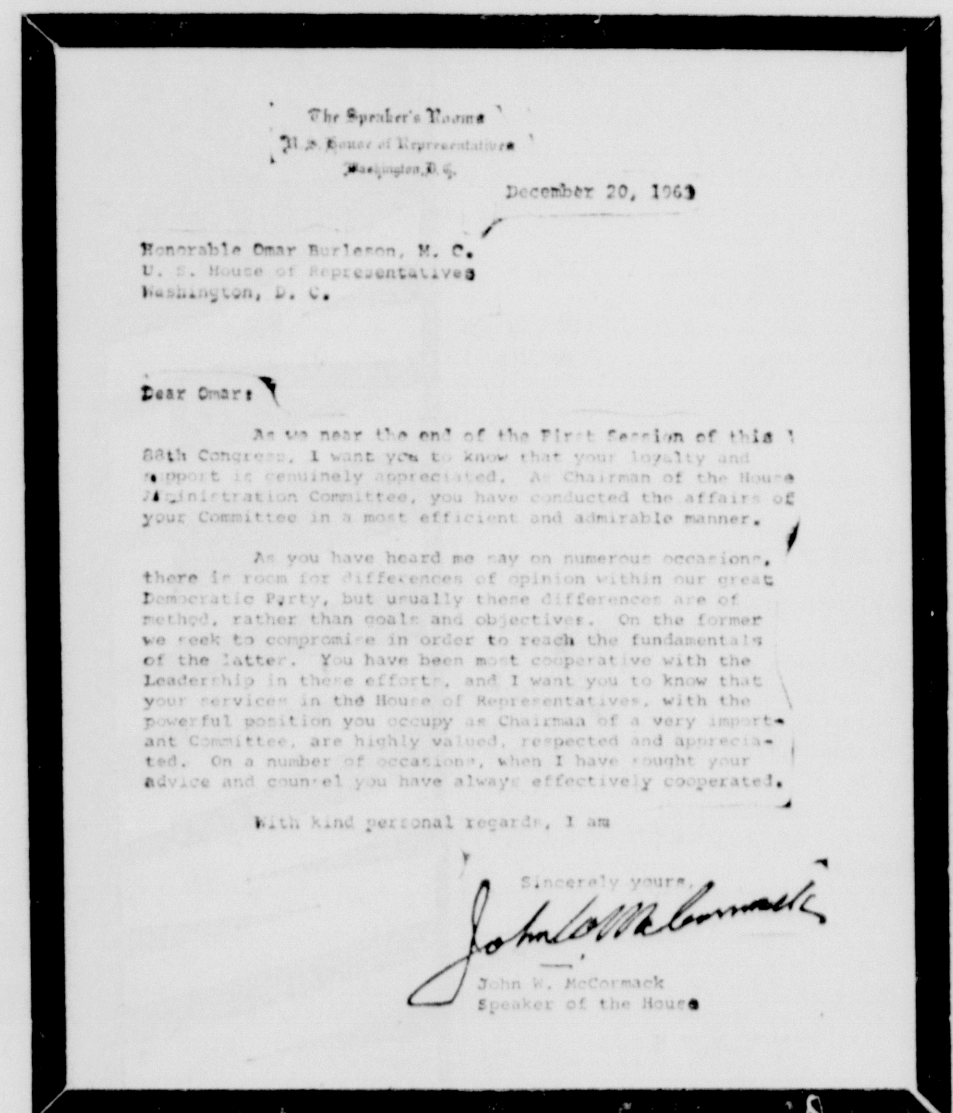 The Speaker's Rooms
U. S. House of Representatives
Washington, D. C.
December 20, 1963
Honorable Omar Burleson, M. C.
U. S. House of Representatives
Washington, D. C.
Dear Omar:
As we near the end of the First Session of this
88th Congress, I want you to know that your loyalty and
support is genuinely appreciated. As Chairman of the House
Administration Committee, you have conducted the affairs of
your Committee in a most efficient and admirable manner.
As you have heard me say on numerous occasions,
there is room for differences of opinion within our great
Democratic Party, but usually these differences are of
method, rather than goals and objectives. On the former
we seek to compromise in order to reach the fundamentals
of the latter. You have been most cooperative with the
Leadership in these efforts, and I want you to know that
your services in the House of Representatives, with the
powerful position you occupy as Chairman of a very import-
ant Committee, are highly valued, respected and apprecia-
ted. On a number of occasions, when I have sought your
advice and counsel you have always effectively cooperated.
With kind personal regards, I am
Sincerely yours,
John W McCormack
John W. McCormack
Speaker of the House